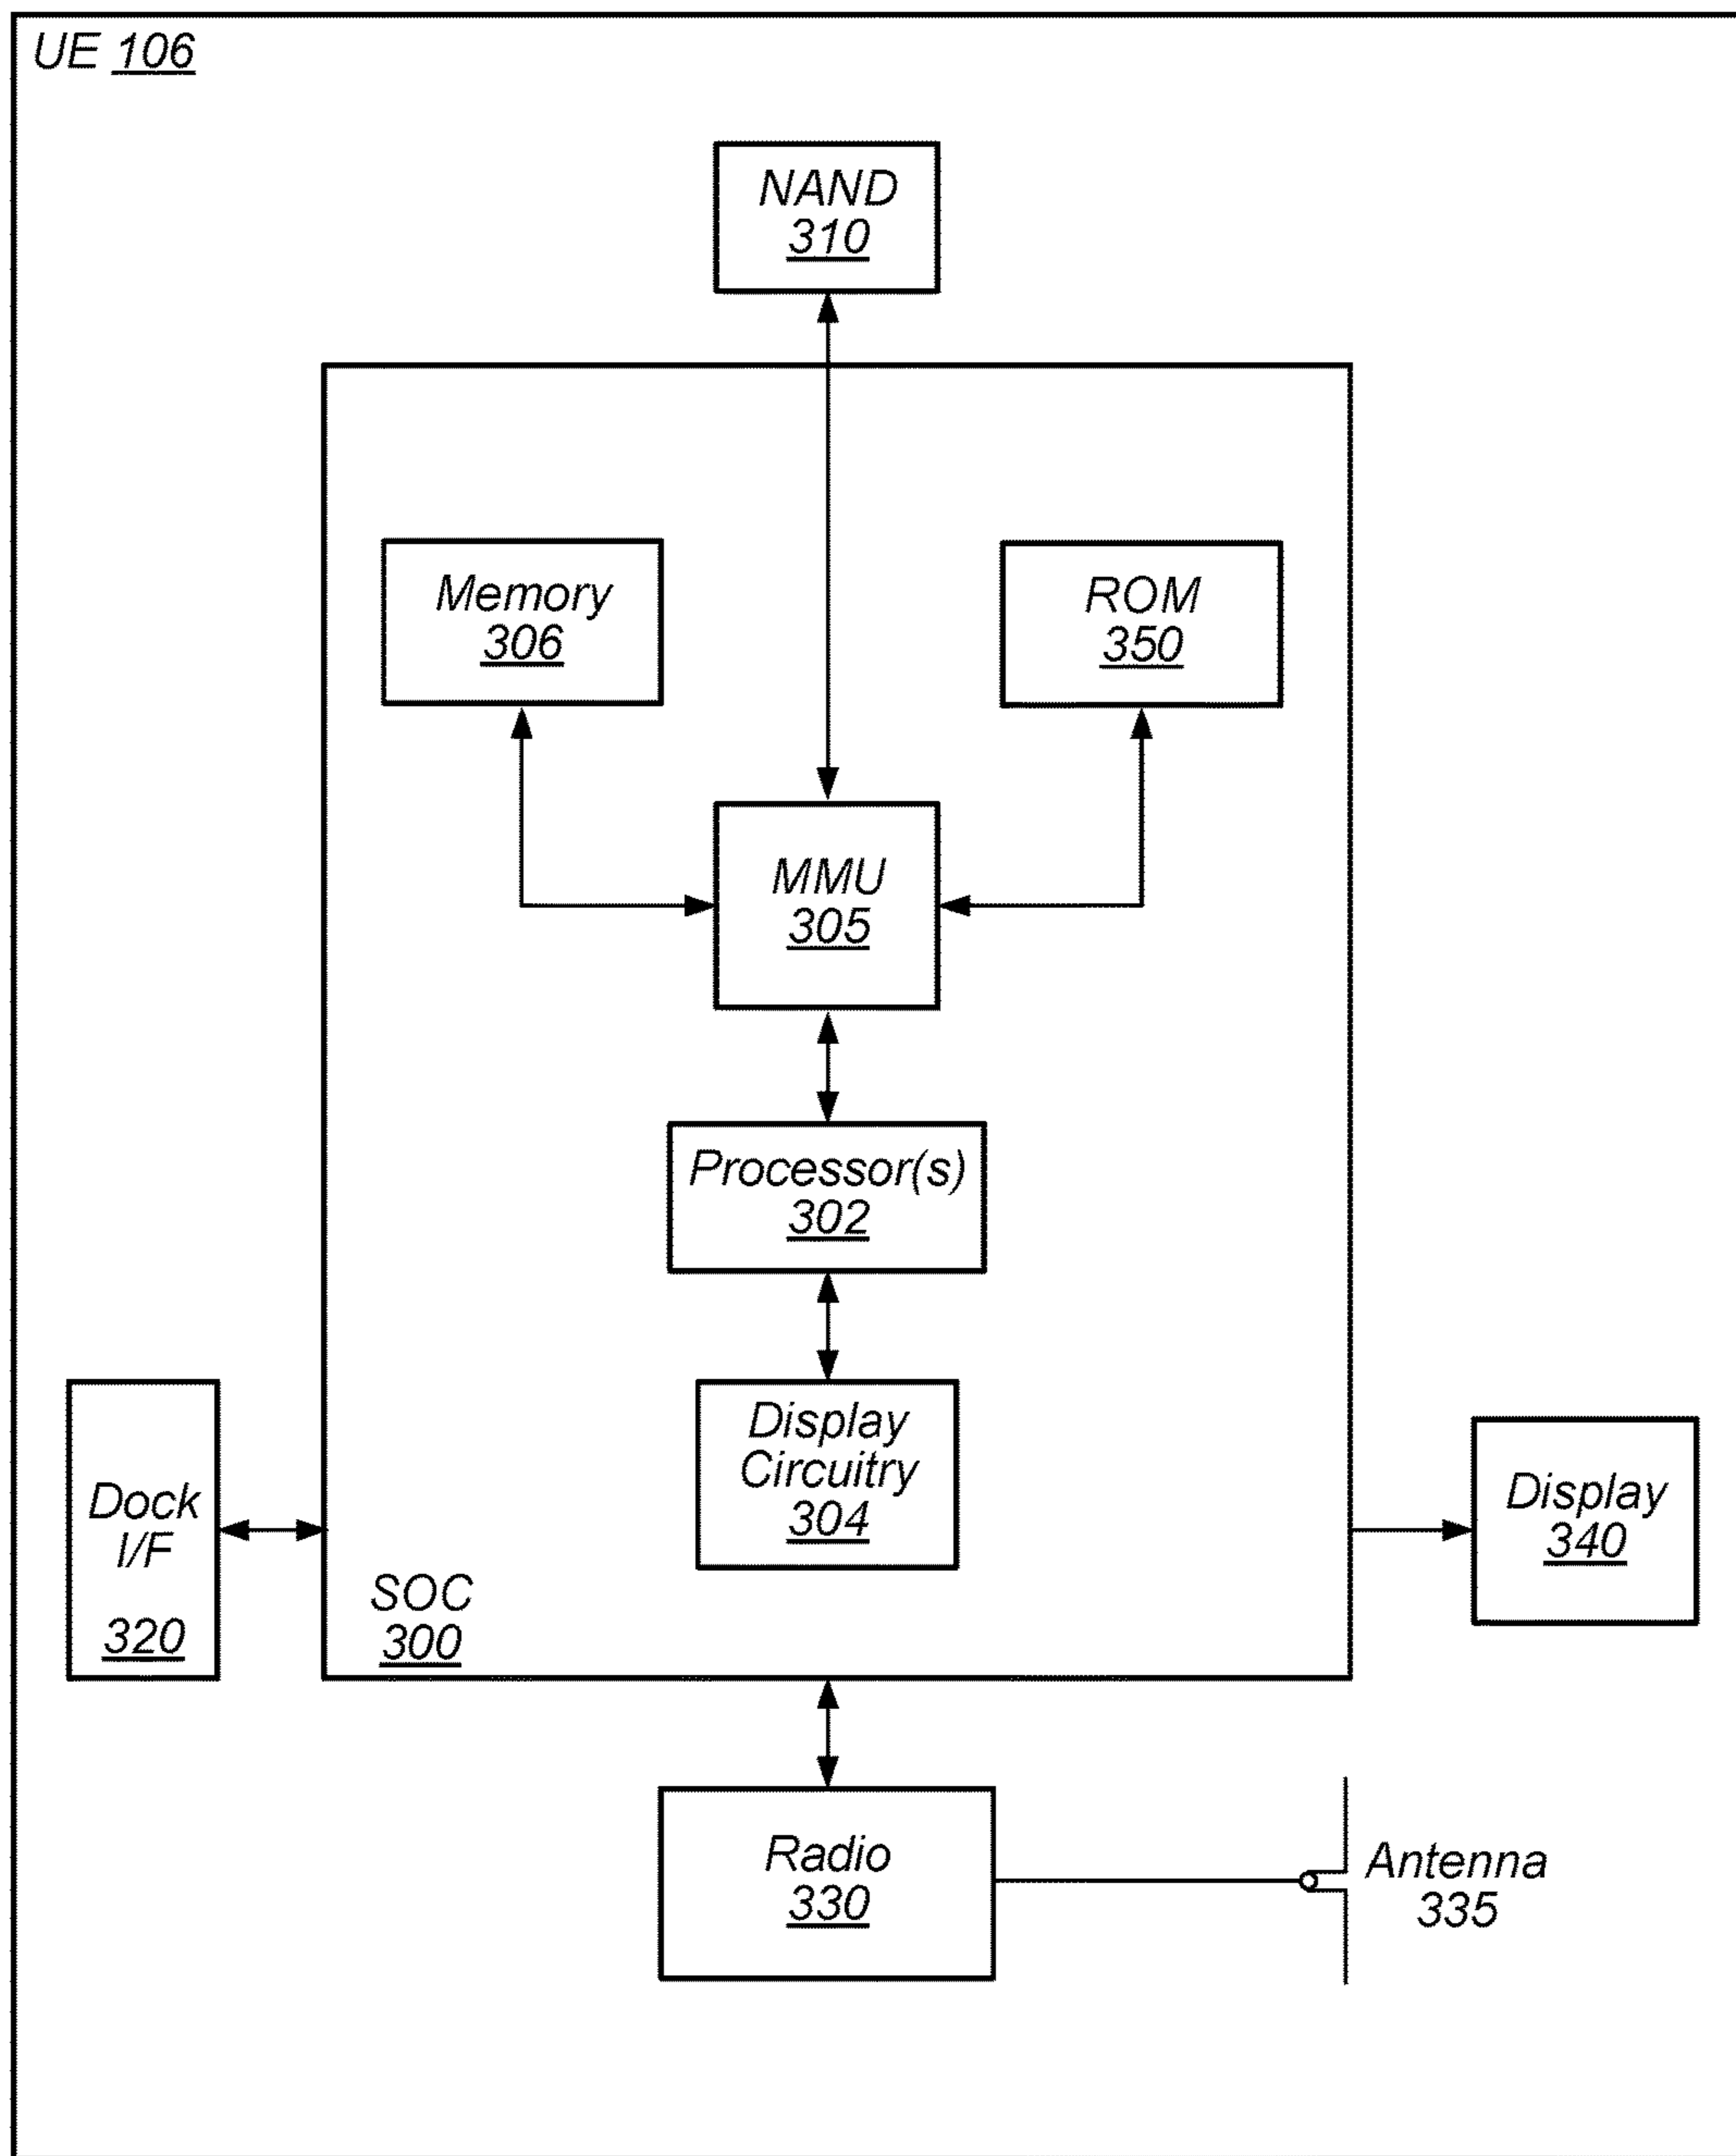 UE 106
NAND
310
Memory
306
ROM
350
MMU
305
Processor(s)
302
Display
Circuitry
304
Dock
I/F
320
SOC
300
Display
340
Radio
330
Antenna
335